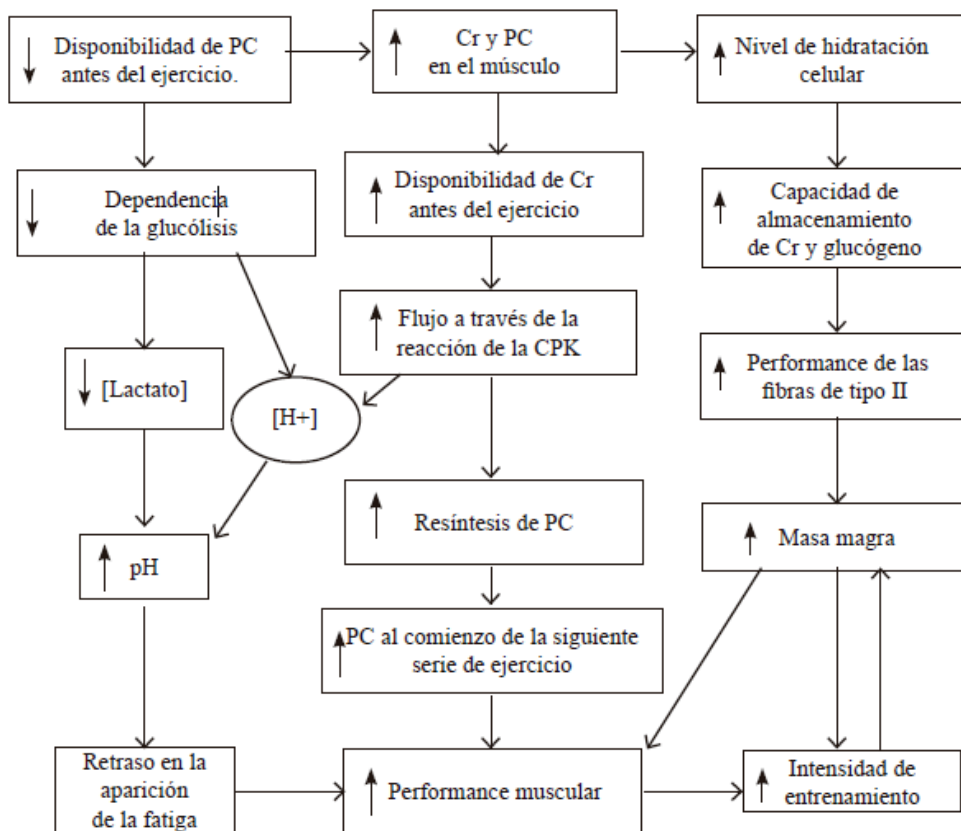 Disponibilidad de PC
antes del ejercicio.
Cr y PC
en el músculo
Nivel de hidratación
celular
Dependencia
de la glucólisis
Disponibilidad de Cr
antes del ejercicio
Capacidad de
almacenamiento
de Cr y glucógeno
Flujo a través de la
reacción de la CPK
[Lactato]
[H+]
Performance de las
fibras de tipo II
pH
Resíntesis de PC
Masa magra
PC al comienzo de la siguiente
serie de ejercicio
Retraso en la
aparición
de la fatiga
Performance muscular
Intensidad de
entrenamiento